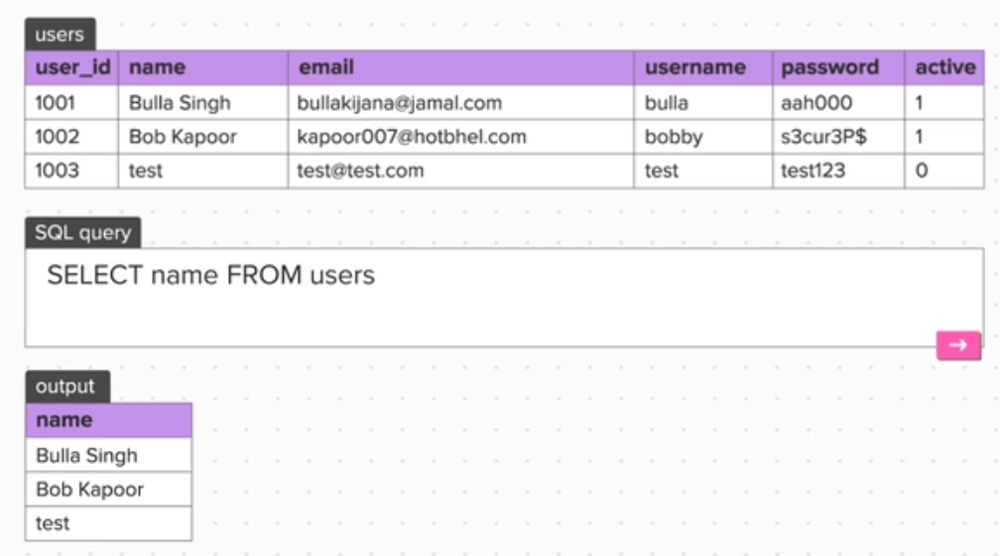 users
user_id name email username password active
1001 Bulla Singh bullakijana@jamal.com bulla aah000 1
1002 Bob Kapoor kapoor007@hotbhel.com bobby s3cur3P$ 1
1003 test test@test.com test test123 0
SQL query
SELECT name FROM users
→
output
name
Bulla Singh
Bob Kapoor
test